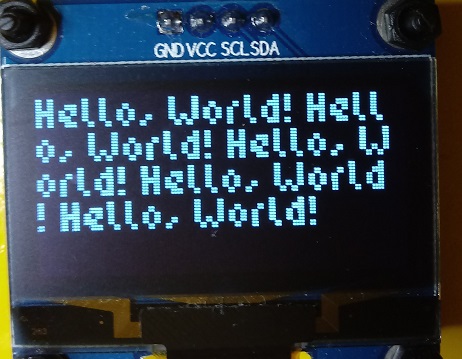 GND VCC SCL SDA
Hello, World! Hell
o, World! Hello, W
orld! Hello, World
! Hello, World!